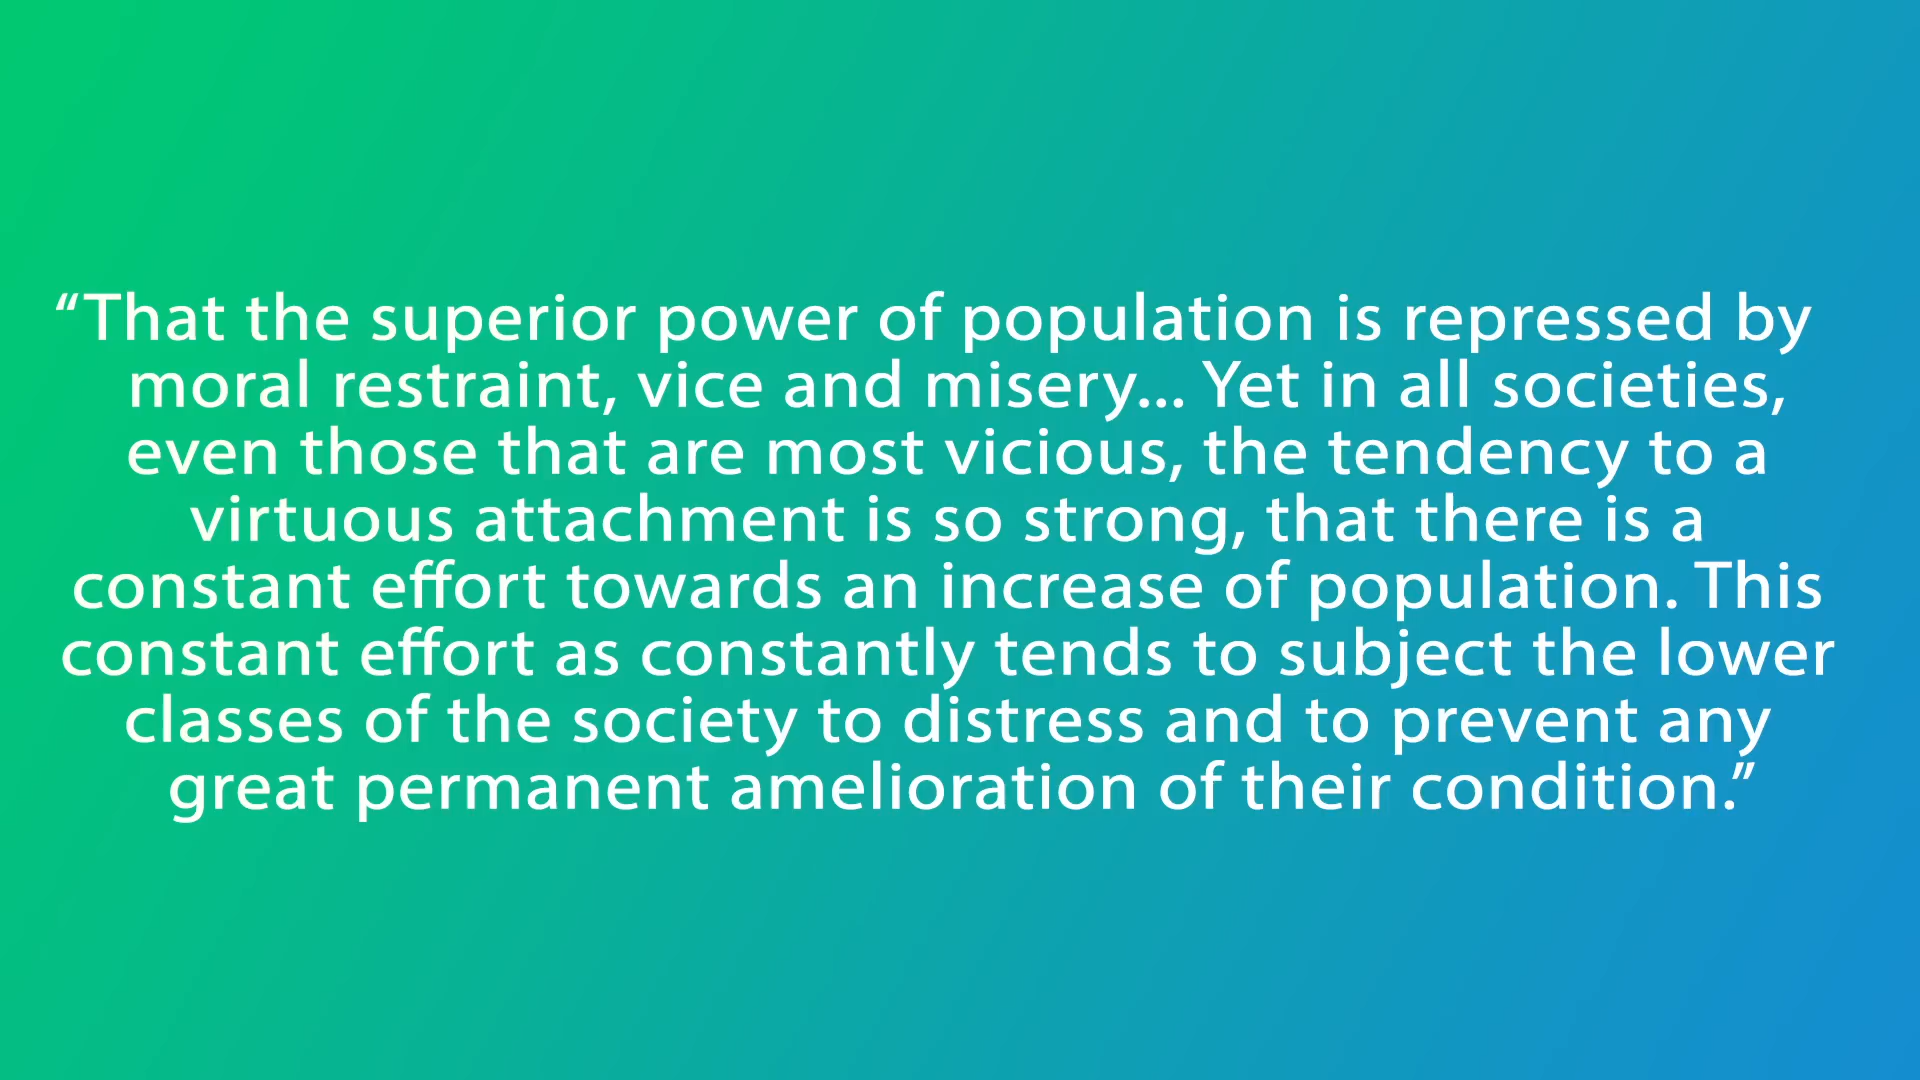 “That the superior power of population is repressed by
moral restraint, vice and misery... Yet in all societies,
even those that are most vicious, the tendency to a
virtuous attachment is so strong, that there is a
constant effort towards an increase of population. This
constant effort as constantly tends to subject the lower
classes of the society to distress and to prevent any
great permanent amelioration of their condition.”